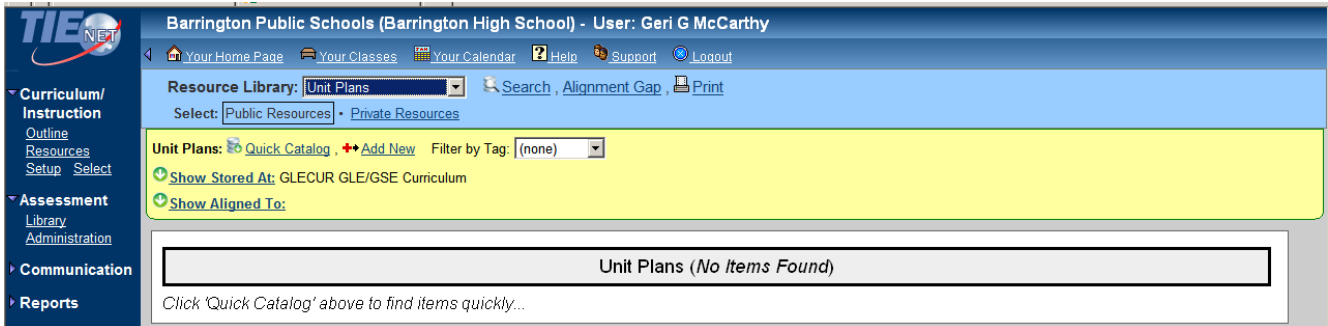 TIENET
Barrington Public Schools (Barrington High School) - User: Geri G McCarthy
Your Home Page Your Classes Your Calendar ? Help Support Logout
Resource Library: Unit Plans Search , Alignment Gap , Print
Select: Public Resources • Private Resources
Curriculum/
Instruction
Outline
Resources
Setup Select
Assessment
Library
Administration
Communication
Reports
Unit Plans: Quick Catalog , Add New Filter by Tag: (none)
Show Stored At: GLECUR GLE/GSE Curriculum
Show Aligned To:
Unit Plans (No Items Found)
Click 'Quick Catalog' above to find items quickly...